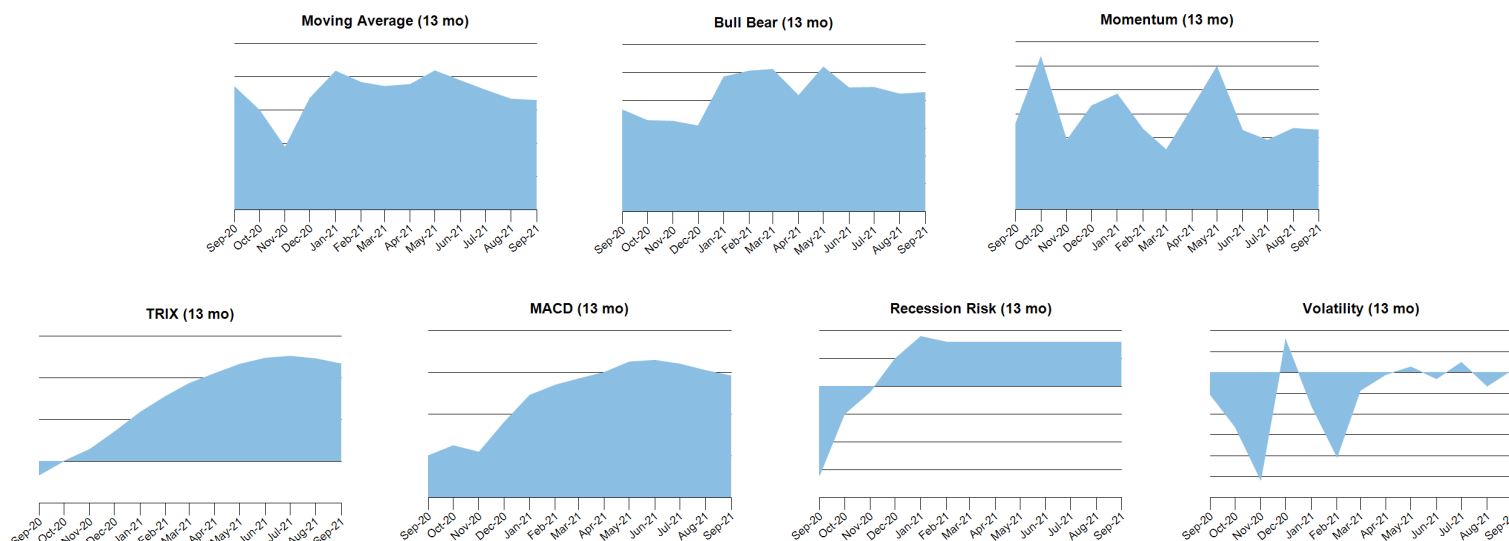 Moving Average (13 mo)
Sep-20 Oct-20 Nov-20 Dec-20 Jan-21 Feb-21 Mar-21 Apr-21 May-21 Jun-21 Jul-21 Aug-21 Sep-21
Bull Bear (13 mo)
Sep-20 Oct-20 Nov-20 Dec-20 Jan-21 Feb-21 Mar-21 Apr-21 May-21 Jun-21 Jul-21 Aug-21 Sep-21
Momentum (13 mo)
Sep-20 Oct-20 Nov-20 Dec-20 Jan-21 Feb-21 Mar-21 Apr-21 May-21 Jun-21 Jul-21 Aug-21 Sep-21
TRIX (13 mo)
Sep-20 Oct-20 Nov-20 Dec-20 Jan-21 Feb-21 Mar-21 Apr-21 May-21 Jun-21 Jul-21 Aug-21 Sep-21
MACD (13 mo)
Sep-20 Oct-20 Nov-20 Dec-20 Jan-21 Feb-21 Mar-21 Apr-21 May-21 Jun-21 Jul-21 Aug-21 Sep-21
Recession Risk (13 mo)
Sep-20 Oct-20 Nov-20 Dec-20 Jan-21 Feb-21 Mar-21 Apr-21 May-21 Jun-21 Jul-21 Aug-21 Sep-21
Volatility (13 mo)
Sep-20 Oct-20 Nov-20 Dec-20 Jan-21 Feb-21 Mar-21 Apr-21 May-21 Jun-21 Jul-21 Aug-21